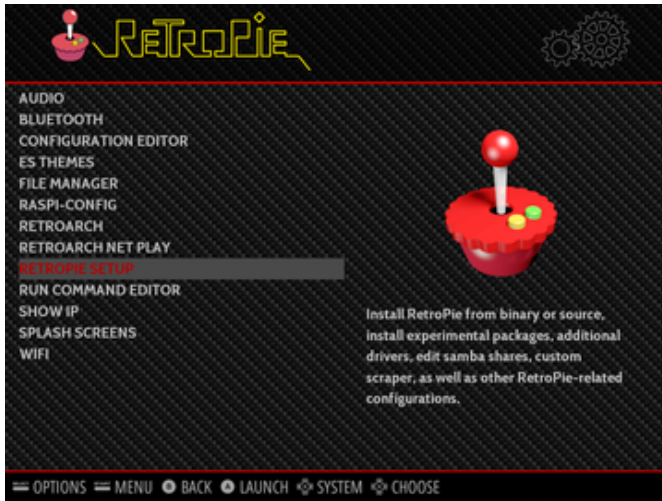 RETROPIE
AUDIO
BLUETOOTH
CONFIGURATION EDITOR
ES THEMES
FILE MANAGER
RASPI-CONFIG
RETROARCH
RETROARCH NET PLAY
RETROPIE SETUP
RUN COMMAND EDITOR
SHOW IP
SPLASH SCREENS
WIFI
Install RetroPie from binary or source,
install experimental packages, additional
drivers, edit samba shares, custom
scraper, as well as other RetroPie-related
configurations.
OPTIONS MENU B BACK A LAUNCH SYSTEM CHOOSE